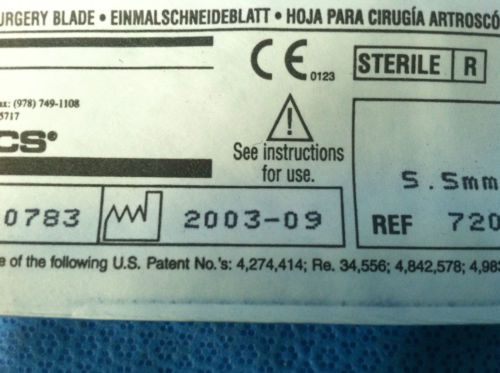 URGERY BLADE • EINMALSCHNEIDEBLATT • HOJA PARA CIRUGÍA ARTROSCÓ
CE 0123 STERILE R
ax: (978) 749-1108
5717
CS®
See instructions
for use.
5.5mm
0783 2003-09 REF 720
e of the following U.S. Patent No.'s: 4,274,414; Re. 34,556; 4,842,578; 4,983